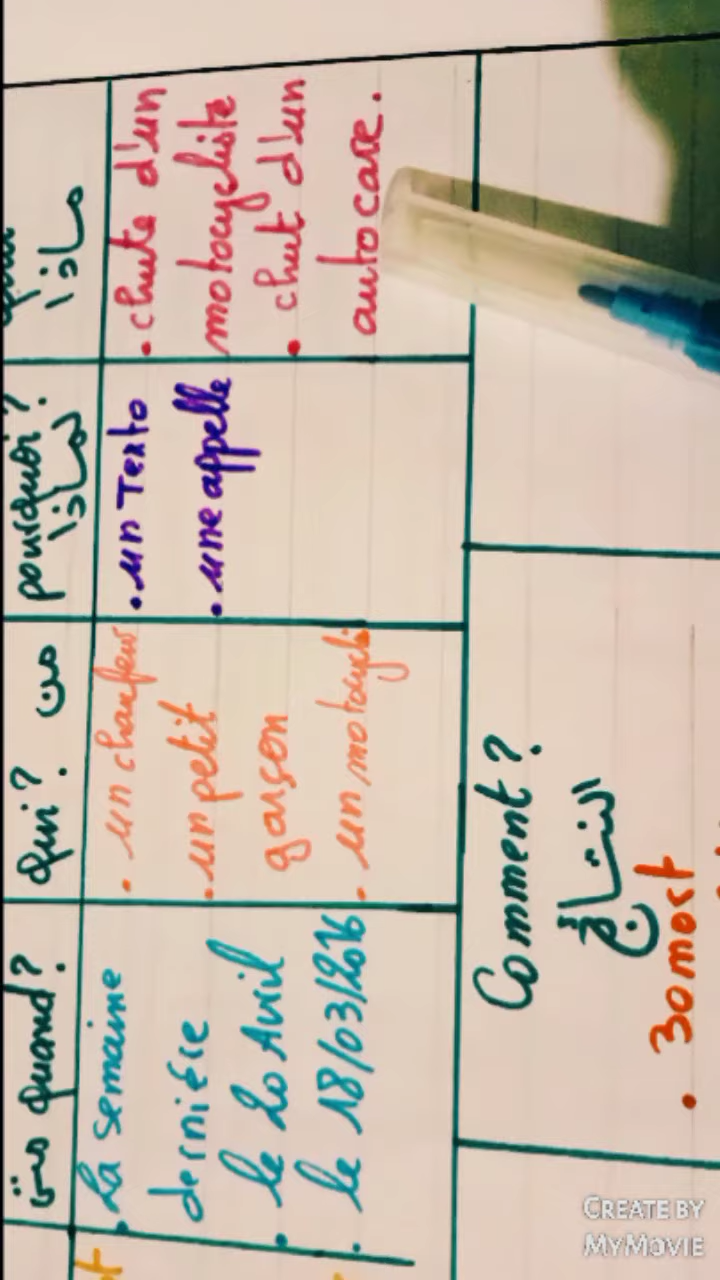 متى quand?
. La semaine
dernière
. le 20 Avril
. le 18/03/2016
qui? من
. un chaufeur
. un petit
garçon
. un motocycli
pourquoi?
لماذا
. un Texto
. une appelle
ماذا
. chute d'un
motocycliste
. chut d'un
autocare.
Comment?
النتائج
. 30 most
CREATE BY
MYMOVIE